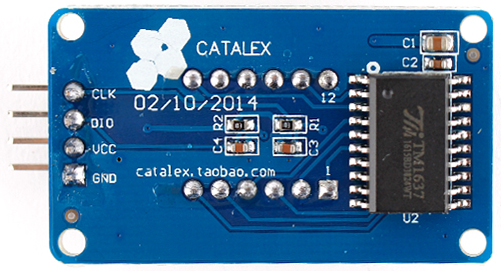 CATALEX
02/10/2014
12
CLK
DIO
VCC
GND
R2
R1
C4
C3
catalex.taobao.com
1
C1
C2
TM1637
U2